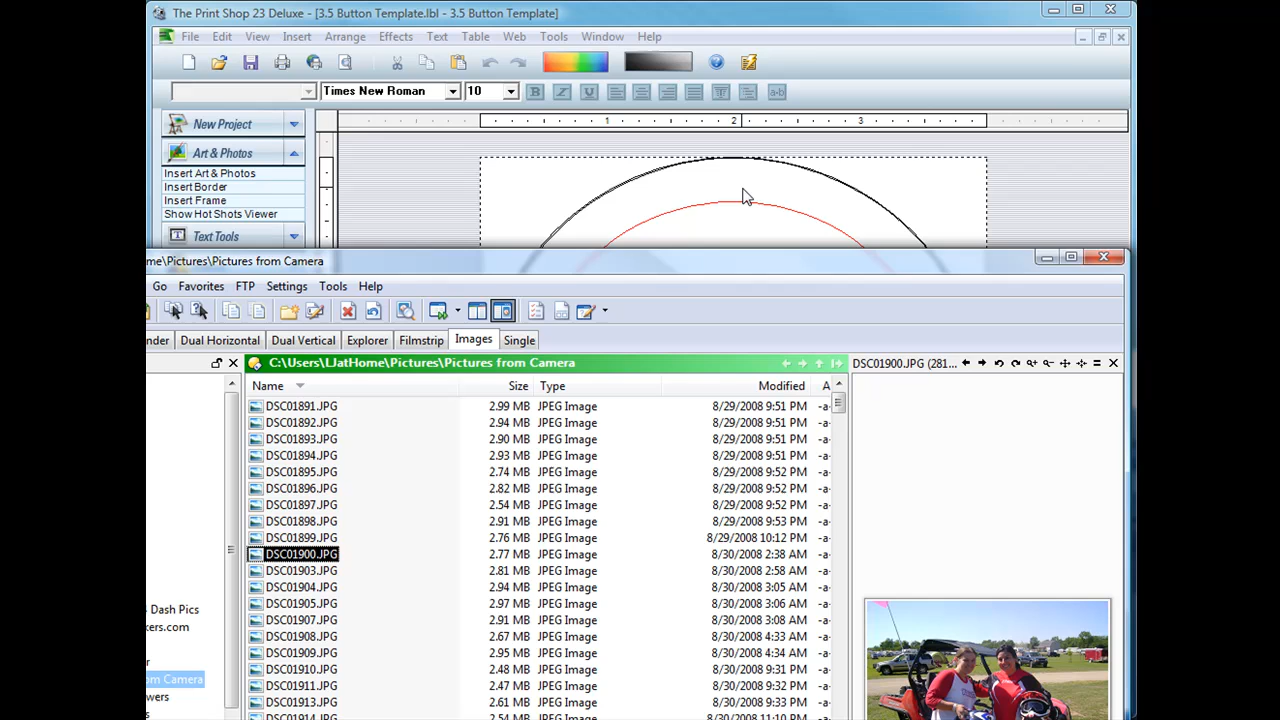 The Print Shop 23 Deluxe - [3.5 Button Template.lbl - 3.5 Button Template]
File Edit View Insert Arrange Effects Text Table Web Tools Window Help
Times New Roman 10 B I U a-b
New Project
1 2 3
Art & Photos
Insert Art & Photos
Insert Border
Insert Frame
Show Hot Shots Viewer
Text Tools
me\Pictures\Pictures from Camera
Go Favorites FTP Settings Tools Help
nder Dual Horizontal Dual Vertical Explorer Filmstrip Images Single
C:\Users\LJatHome\Pictures\Pictures from Camera DSC01900.JPG (281...
Name Size Type Modified A
DSC01891.JPG 2.99 MB JPEG Image 8/29/2008 9:51 PM -a-
DSC01892.JPG 2.94 MB JPEG Image 8/29/2008 9:51 PM -a-
DSC01893.JPG 2.90 MB JPEG Image 8/29/2008 9:51 PM -a-
DSC01894.JPG 2.93 MB JPEG Image 8/29/2008 9:51 PM -a-
DSC01895.JPG 2.74 MB JPEG Image 8/29/2008 9:52 PM -a-
DSC01896.JPG 2.82 MB JPEG Image 8/29/2008 9:52 PM -a-
DSC01897.JPG 2.54 MB JPEG Image 8/29/2008 9:52 PM -a-
DSC01898.JPG 2.91 MB JPEG Image 8/29/2008 9:53 PM -a-
DSC01899.JPG 2.76 MB JPEG Image 8/29/2008 10:12 PM -a-
DSC01900.JPG 2.77 MB JPEG Image 8/30/2008 2:38 AM -a-
DSC01903.JPG 2.81 MB JPEG Image 8/30/2008 2:58 AM -a-
DSC01904.JPG 2.94 MB JPEG Image 8/30/2008 3:05 AM -a-
DSC01905.JPG 2.97 MB JPEG Image 8/30/2008 3:06 AM -a-
s Dash Pics
DSC01907.JPG 2.91 MB JPEG Image 8/30/2008 3:08 AM -a-
kers.com
DSC01908.JPG 2.67 MB JPEG Image 8/30/2008 4:33 AM -a-
DSC01909.JPG 2.95 MB JPEG Image 8/30/2008 4:34 AM -a-
r
DSC01910.JPG 2.48 MB JPEG Image 8/30/2008 9:31 PM -a-
om Camera
DSC01911.JPG 2.47 MB JPEG Image 8/30/2008 9:32 PM -a-
wers
DSC01913.JPG 2.61 MB JPEG Image 8/30/2008 9:33 PM -a-
s
DSC01914.JPG 2.54 MB JPEG Image 8/30/2008 11:10 PM -a-